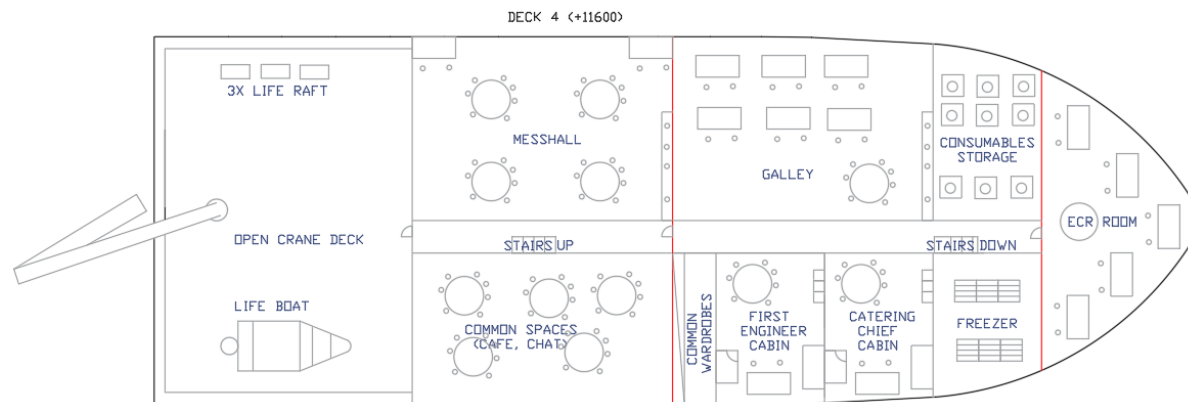 DECK 4 (+11600)
3X LIFE RAFT
MESSHALL
CONSUMABLES
STORAGE
GALLEY
ECR ROOM
OPEN CRANE DECK
STAIRS UP
STAIRS DOWN
LIFE BOAT
COMMON SPACES
(CAFE, CHAT)
COMMON
WARDROBES
FIRST
ENGINEER
CABIN
CATERING
CHIEF
CABIN
FREEZER